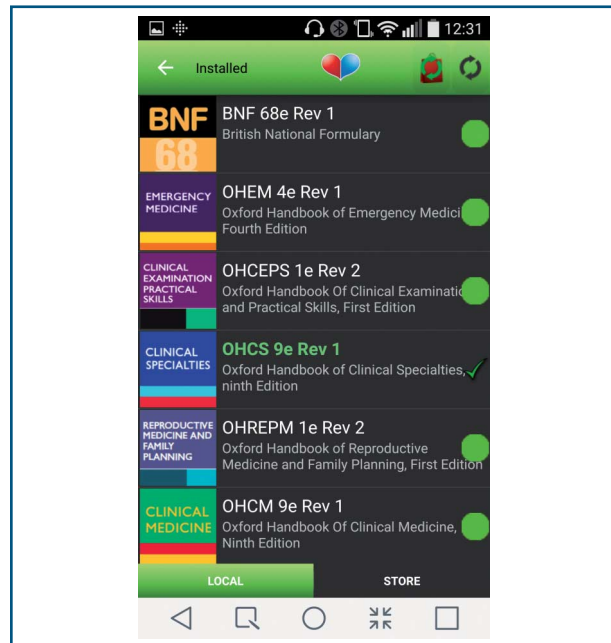 12:31
Installed
BNF
68
BNF 68e Rev 1
British National Formulary
EMERGENCY
MEDICINE
OHEM 4e Rev 1
Oxford Handbook of Emergency Medici
Fourth Edition
CLINICAL
EXAMINATION
PRACTICAL
SKILLS
OHCEPS 1e Rev 2
Oxford Handbook Of Clinical Examinatio
and Practical Skills, First Edition
CLINICAL
SPECIALTIES
OHCS 9e Rev 1
Oxford Handbook of Clinical Specialties,
ninth Edition
REPRODUCTIVE
MEDICINE AND
FAMILY
PLANNING
OHREPM 1e Rev 2
Oxford Handbook of Reproductive
Medicine and Family Planning, First Edition
CLINICAL
MEDICINE
OHCM 9e Rev 1
Oxford Handbook Of Clinical Medicine,
Ninth Edition
LOCAL
STORE